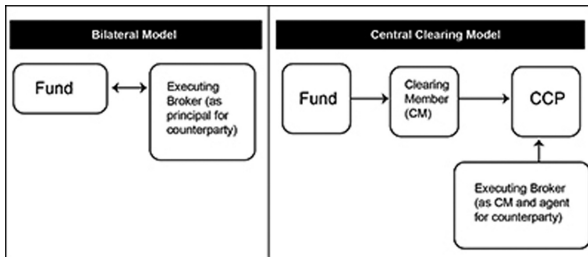 Bilateral Model
Fund
Executing
Broker (as
principal for
counterparty)
Central Clearing Model
Fund
Clearing
Member
(CM)
CCP
Executing Broker
(as CM and agent
for counterparty)